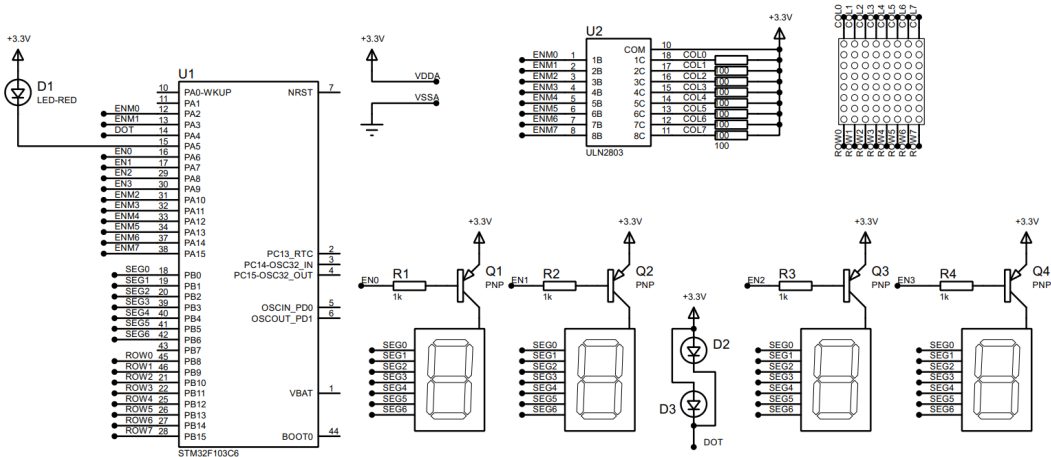 +3.3V
D1
LED-RED
U1
10 PA0-WKUP
11 PA1
ENM0 12 PA2
ENM1 13 PA3
DOT 14 PA4
15 PA5
EN0 16 PA6
EN1 17 PA7
EN2 29 PA8
EN3 30 PA9
ENM2 31 PA10
ENM3 32 PA11
ENM4 33 PA12
ENM5 34 PA13
ENM6 37 PA14
ENM7 38 PA15
SEG0 18 PB0
SEG1 19 PB1
SEG2 20 PB2
SEG3 39 PB3
SEG4 40 PB4
SEG5 41 PB5
SEG6 42 PB6
43 PB7
ROW0 45 PB8
ROW1 46 PB9
ROW2 21 PB10
ROW3 22 PB11
ROW4 25 PB12
ROW5 26 PB13
ROW6 27 PB14
ROW7 28 PB15
NRST 7
PC13_RTC 2
PC14-OSC32_IN 3
PC15-OSC32_OUT 4
OSCIN_PD0 5
OSCOUT_PD1 6
VBAT 1
BOOT0 44
STM32F103C6
+3.3V
VDDA
VSSA
U2
ENM0 1 1B
ENM1 2 2B
ENM2 3 3B
ENM3 4 4B
ENM4 5 5B
ENM5 6 6B
ENM6 7 7B
ENM7 8 8B
COM 10
1C 18 COL0
2C 17 COL1 100
3C 16 COL2 100
4C 15 COL3 100
5C 14 COL4 100
6C 13 COL5 100
7C 12 COL6 100
8C 11 COL7 100
100
ULN2803
+3.3V
COL0 COL1 COL2 COL3 COL4 COL5 COL6 COL7
ROW0 ROW1 ROW2 ROW3 ROW4 ROW5 ROW6 ROW7
+3.3V
EN0
R1
1k
Q1
PNP
SEG0
SEG1
SEG2
SEG3
SEG4
SEG5
SEG6
+3.3V
EN1
R2
1k
Q2
PNP
SEG0
SEG1
SEG2
SEG3
SEG4
SEG5
SEG6
+3.3V
D2
D3
DOT
+3.3V
EN2
R3
1k
Q3
PNP
SEG0
SEG1
SEG2
SEG3
SEG4
SEG5
SEG6
+3.3V
EN3
R4
1k
Q4
PNP
SEG0
SEG1
SEG2
SEG3
SEG4
SEG5
SEG6